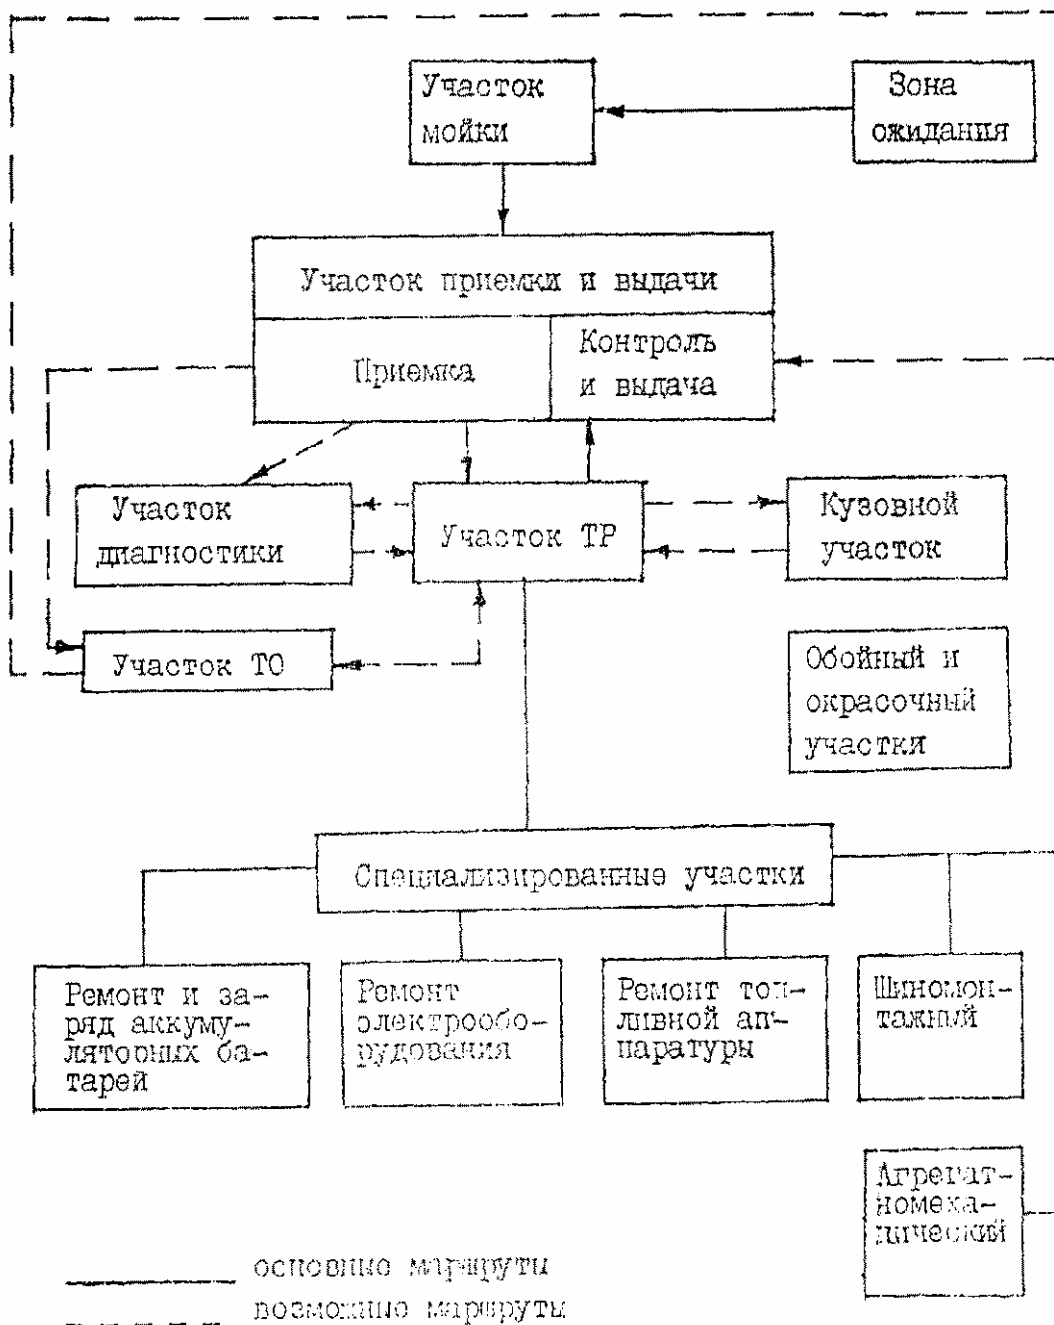 Участок
мойки
Зона
ожидания
Участок приемки и выдачи
Приемка
Контроль
и выдача
Участок
диагностики
Участок ТР
Кузовной
участок
Участок ТО
Обойный и
окрасочный
участки
Специализированные участки
Ремонт и за-
ряд аккуму-
ляторных ба-
тарей
Ремонт
электрообо-
рудования
Ремонт топ-
ливной ап-
паратуры
Шиномон-
тажный
Агрегат-
номеха-
нический
основные маршруты
возможные маршруты